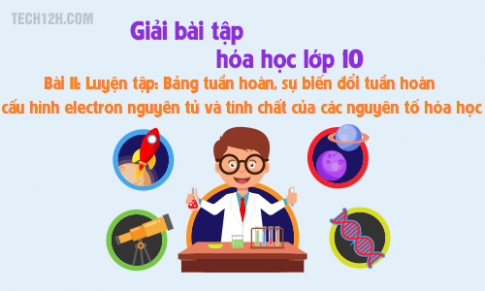 TECH12H.COM
Giải bài tập
hóa học lớp 10
Bài 11: Luyện tập: Bảng tuần hoàn, sự biến đổi tuần hoàn
cấu hình electron nguyên tử và tính chất của các nguyên tố hóa học